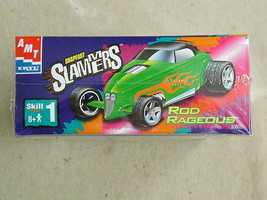 AMT
ERTL
SNAPFAST
SLAMMERS
Skill
1
8+
ROD
RAGEOUS